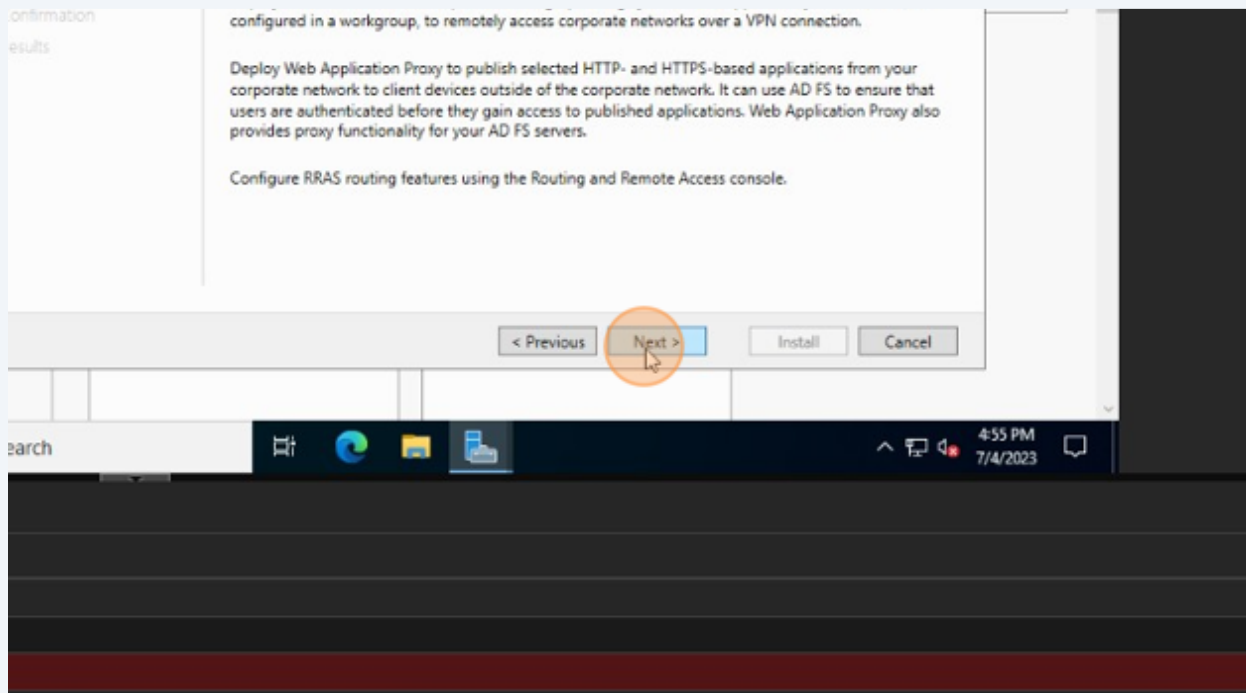 onfirmation
esults
configured in a workgroup, to remotely access corporate networks over a VPN connection.
Deploy Web Application Proxy to publish selected HTTP- and HTTPS-based applications from your
corporate network to client devices outside of the corporate network. It can use AD FS to ensure that
users are authenticated before they gain access to published applications. Web Application Proxy also
provides proxy functionality for your AD FS servers.
Configure RRAS routing features using the Routing and Remote Access console.
< Previous
Next >
Install
Cancel
earch
4:55 PM
7/4/2023